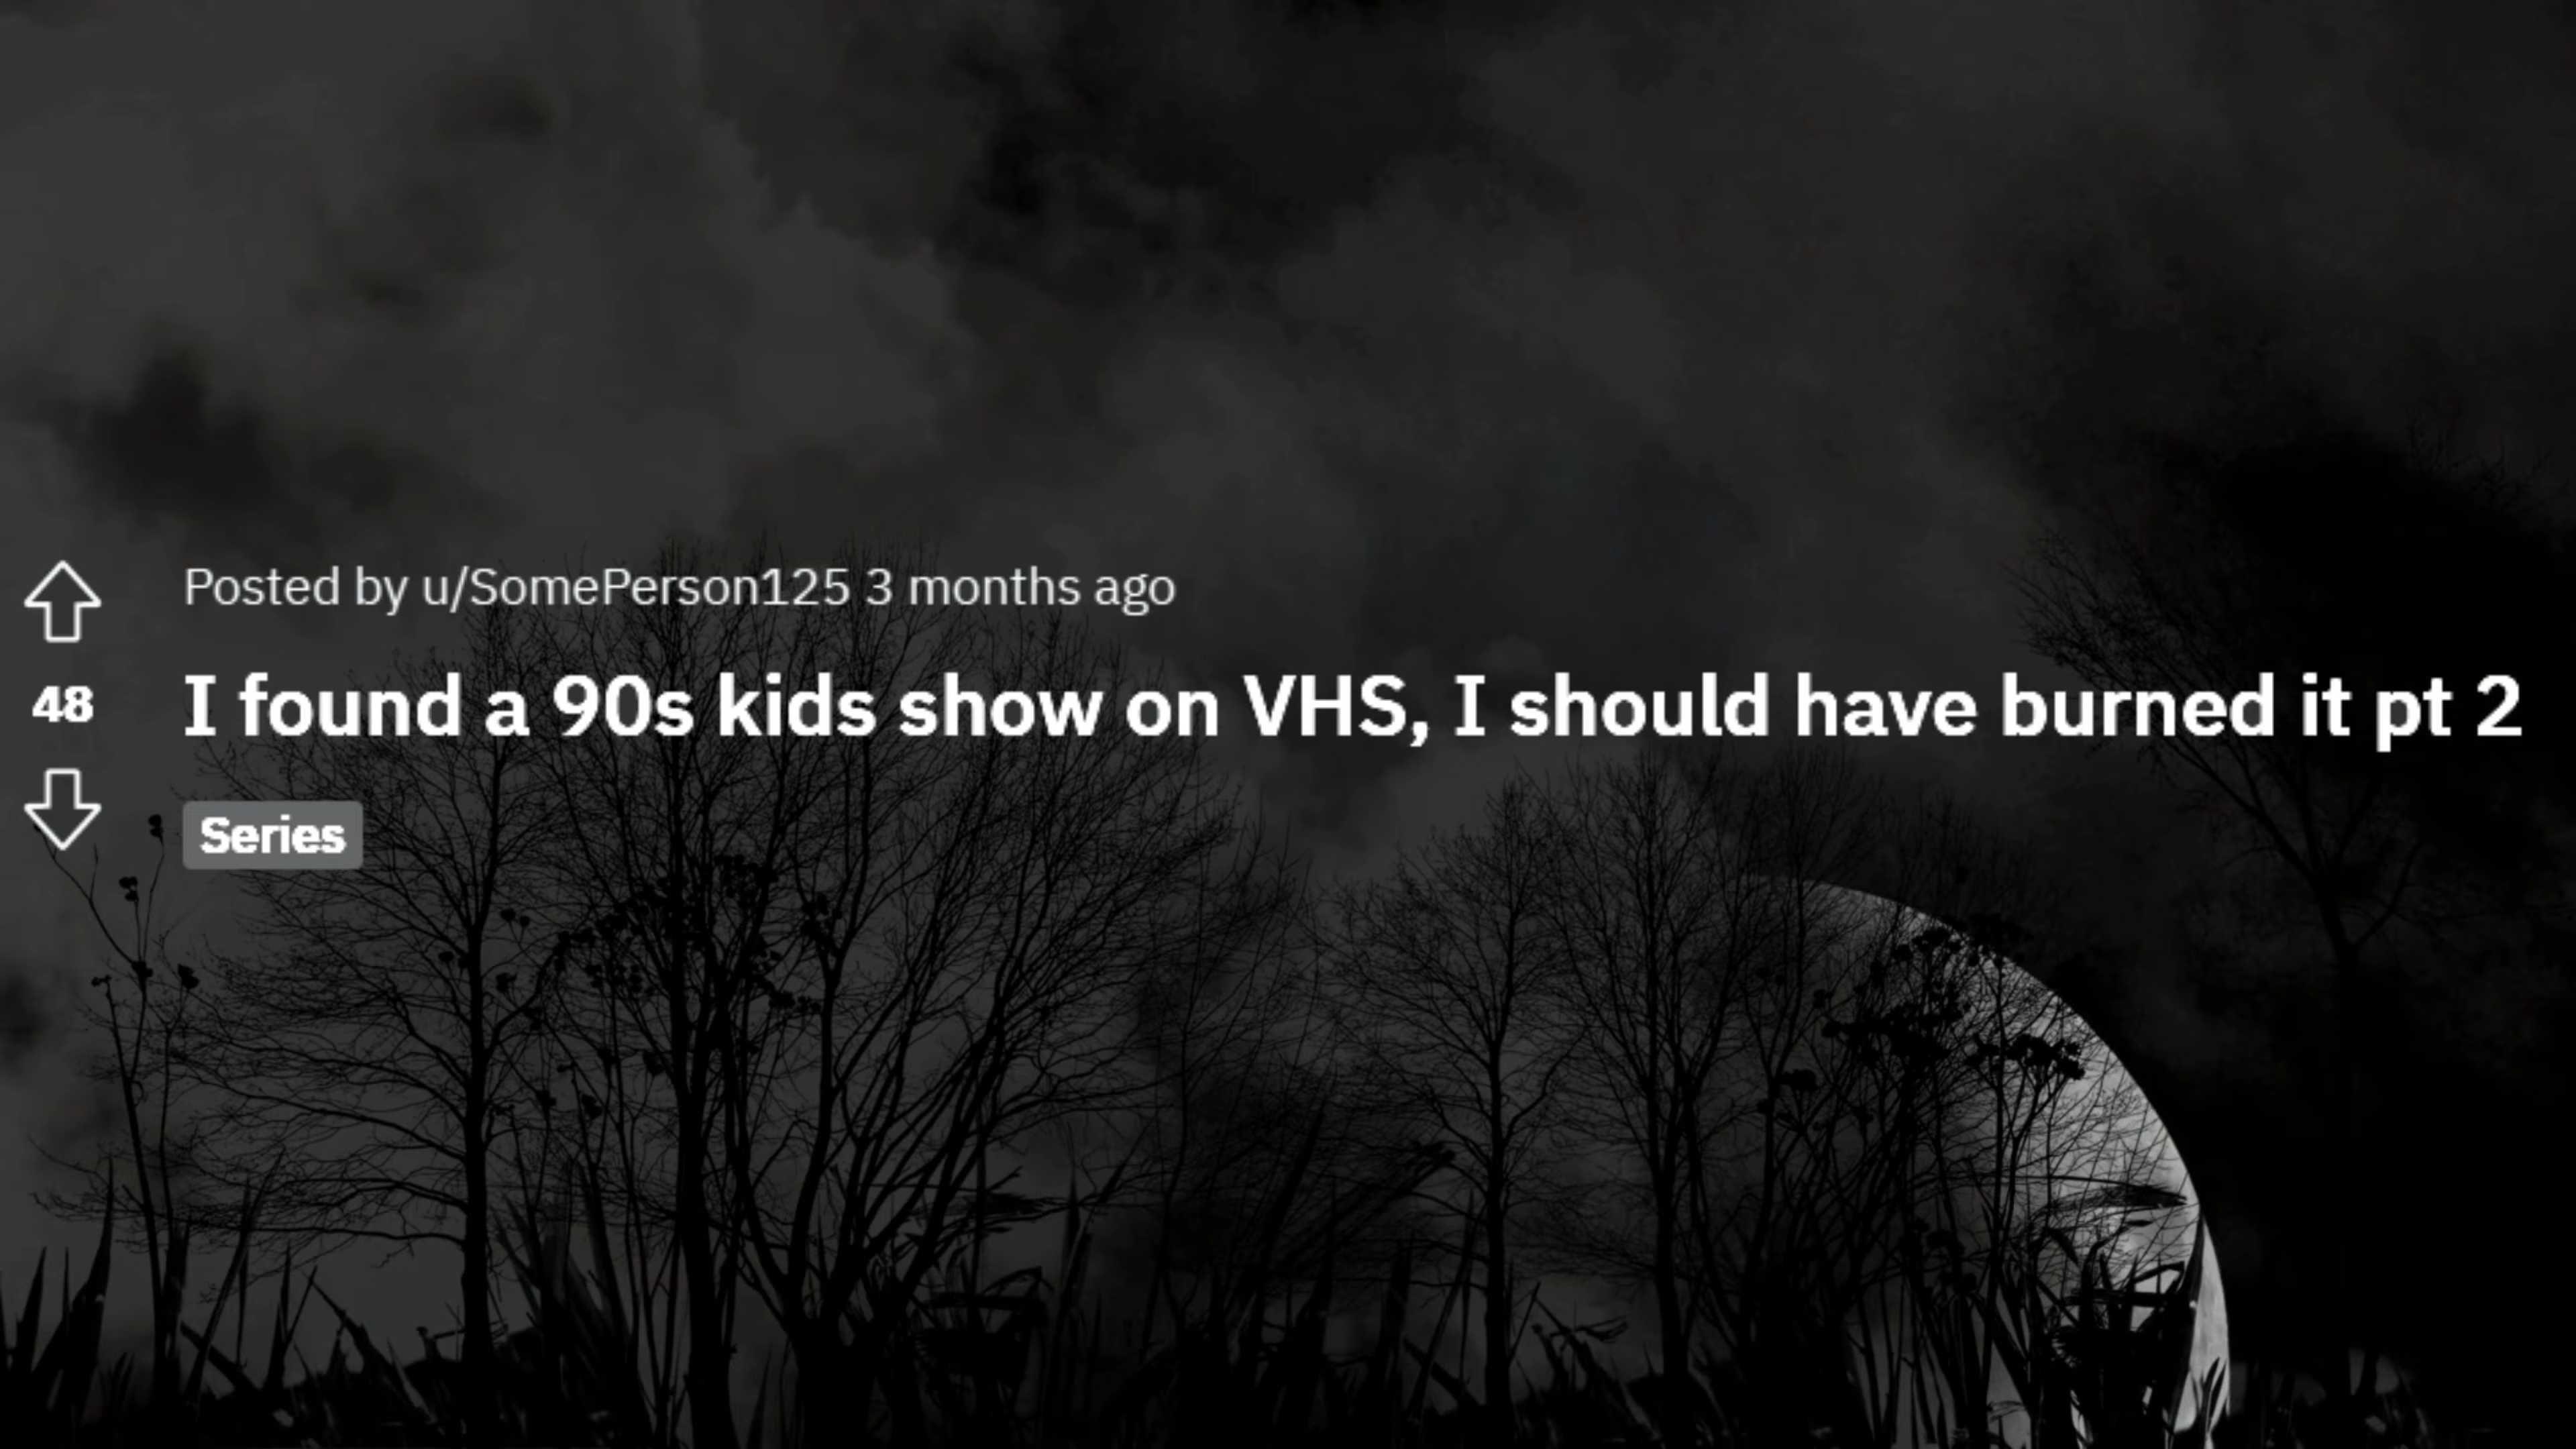 Posted by u/SomePerson125 3 months ago
48
I found a 90s kids show on VHS, I should have burned it pt 2
Series